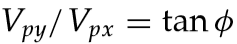 V_{py}/V_{px} = \tan \phi